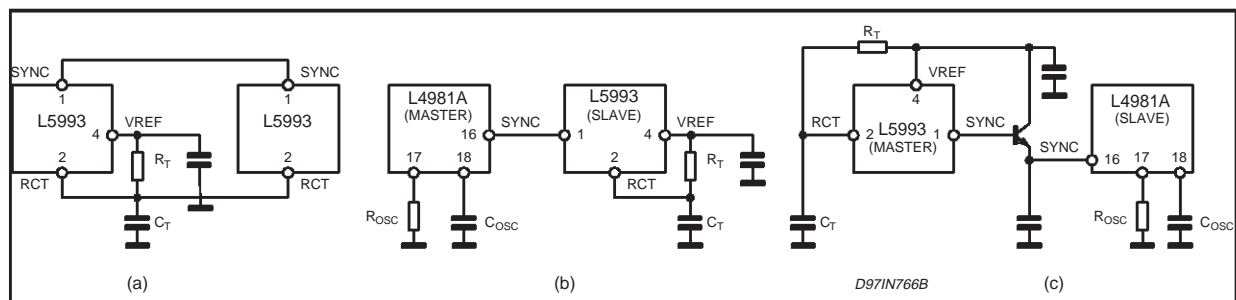 SYNC
SYNC
1
1
L5993
L5993
4
VREF
2
2
RT
RCT
RCT
CT
(a)
L4981A
(MASTER)
16
SYNC
17
18
ROSC
COSC
L5993
(SLAVE)
1
4
VREF
2
RT
RCT
CT
(b)
RT
VREF
4
RCT
2
L5993
(MASTER)
1
SYNC
SYNC
L4981A
(SLAVE)
16
17
18
CT
ROSC
COSC
D97IN766B
(c)